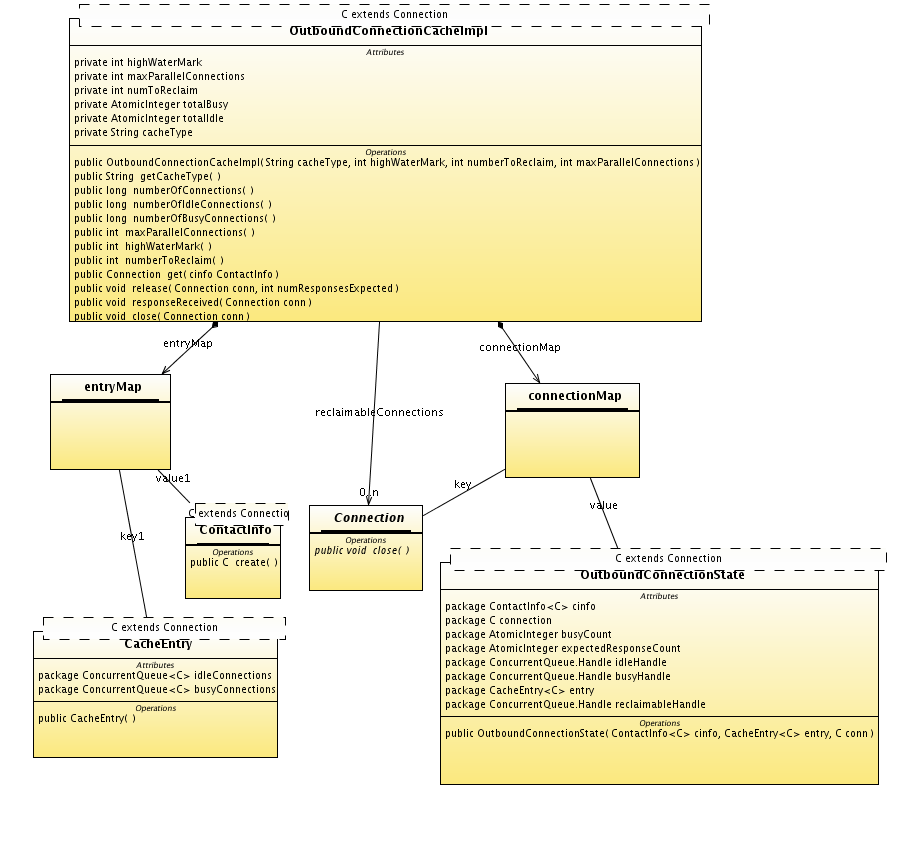 C extends Connection
OutboundConnectionCacheImpl
Attributes
private int highWaterMark
private int maxParallelConnections
private int numToReclaim
private AtomicInteger totalBusy
private AtomicInteger totalIdle
private String cacheType
Operations
public OutboundConnectionCacheImpl( String cacheType, int highWaterMark, int numberToReclaim, int maxParallelConnections )
public String getCacheType( )
public long numberOfConnections( )
public long numberOfIdleConnections( )
public long numberOfBusyConnections( )
public int maxParallelConnections( )
public int highWaterMark( )
public int numberToReclaim( )
public Connection get( cinfo ContactInfo )
public void release( Connection conn, int numResponsesExpected )
public void responseReceived( Connection conn )
public void close( Connection conn )
entryMap
connectionMap
entryMap
connectionMap
reclaimableConnections
value1
key
0..n
value
C extends Connectio
ContactInfo
Operations
public C create( )
Connection
Operations
public void close( )
key1
C extends Connection
OutboundConnectionState
Attributes
package ContactInfo<C> cinfo
package C connection
package AtomicInteger busyCount
package AtomicInteger expectedResponseCount
package ConcurrentQueue.Handle idleHandle
package ConcurrentQueue.Handle busyHandle
package CacheEntry<C> entry
package ConcurrentQueue.Handle reclaimableHandle
Operations
public OutboundConnectionState( ContactInfo<C> cinfo, CacheEntry<C> entry, C conn )
C extends Connection
CacheEntry
Attributes
package ConcurrentQueue<C> idleConnections
package ConcurrentQueue<C> busyConnections
Operations
public CacheEntry( )